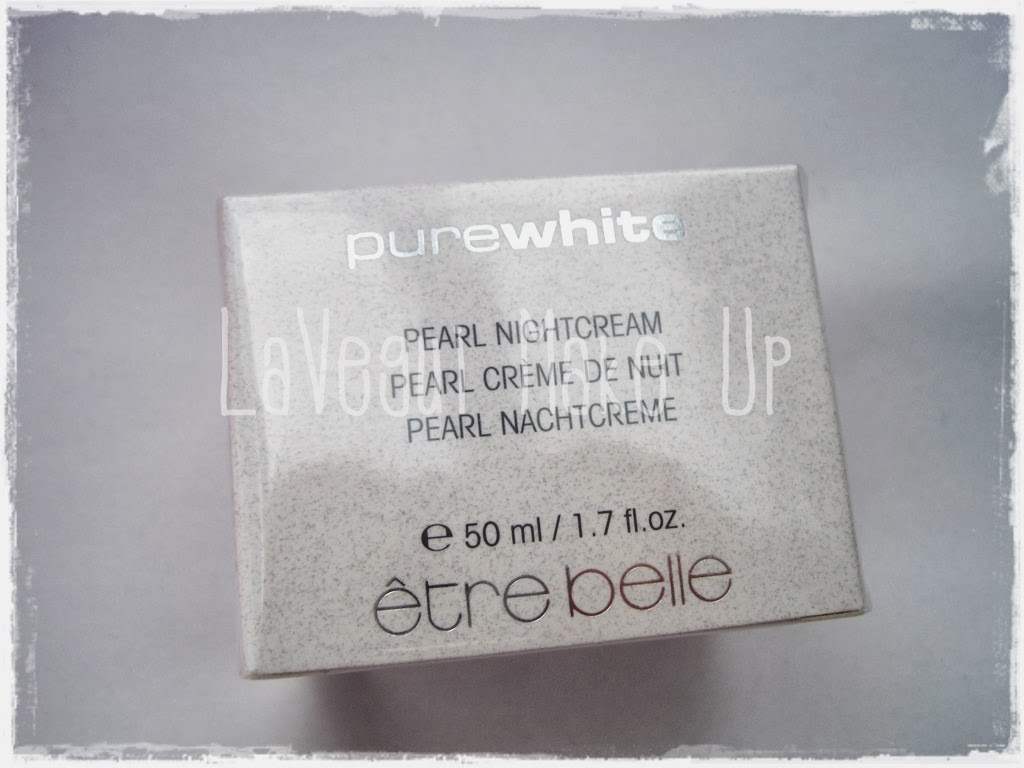 purewhite
PEARL NIGHTCREAM
PEARL CRÈME DE NUIT
LaVegur Make Up
PEARL NACHTCREME
℮ 50 ml / 1.7 fl.oz.
être belle